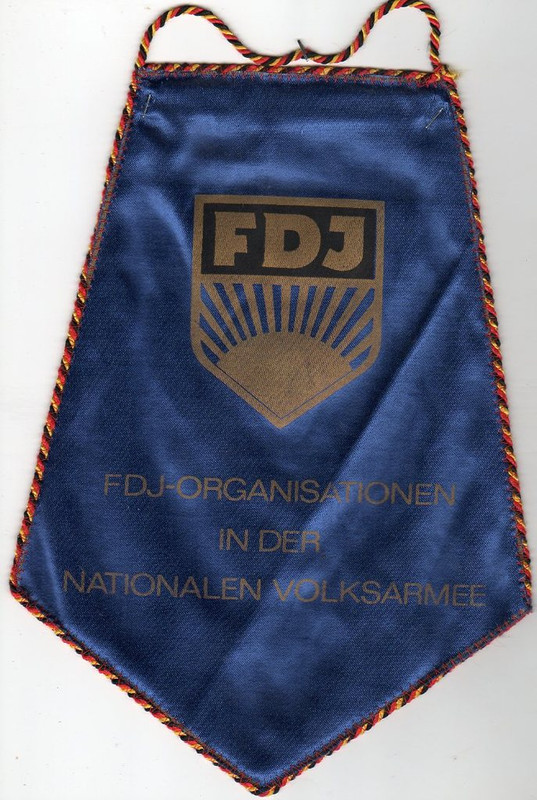 FDJ
FDJ-ORGANISATIONEN
IN DER
NATIONALEN VOLKSARMEE